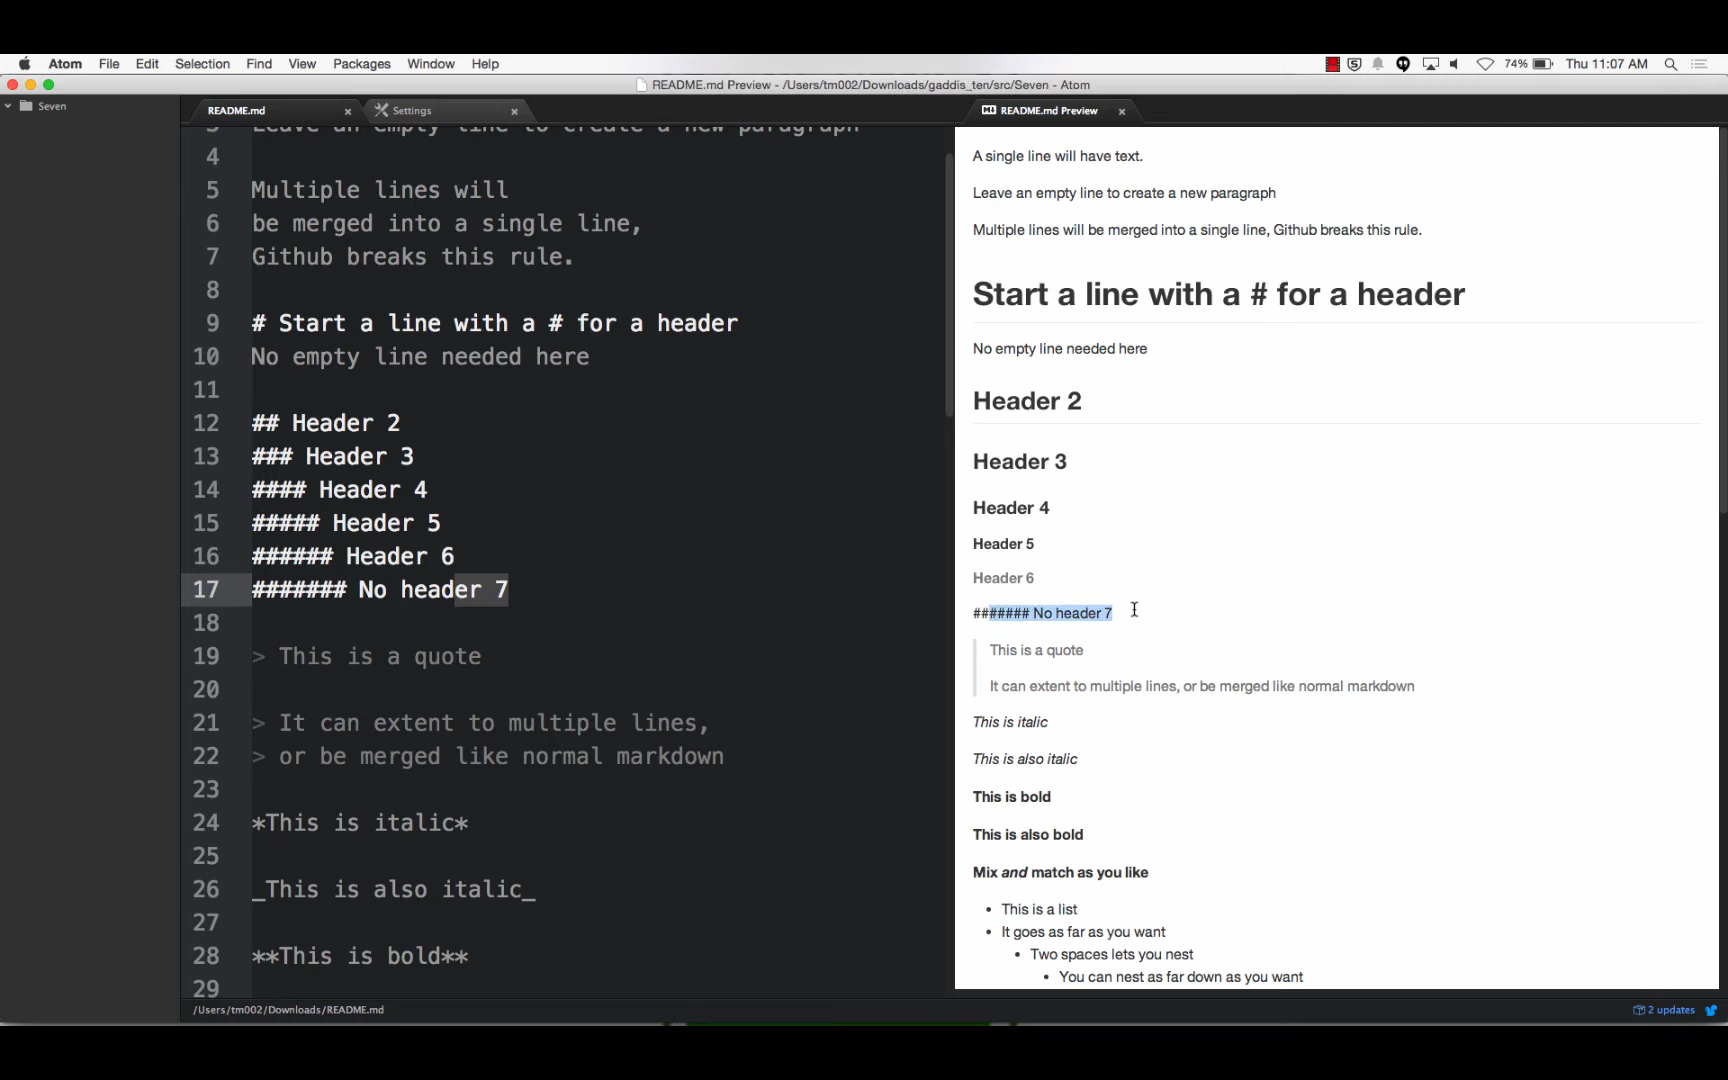 Atom File Edit Selection Find View Packages Window Help 74% Thu 11:07 AM
README.md Preview - /Users/tm002/Downloads/gaddis_ten/src/Seven - Atom
Seven
README.md Settings
3 Leave an empty line to create a new paragraph
4
5 Multiple lines will
6 be merged into a single line,
7 Github breaks this rule.
8
9 # Start a line with a # for a header
10 No empty line needed here
11
12 ## Header 2
13 ### Header 3
14 #### Header 4
15 ##### Header 5
16 ###### Header 6
17 ####### No header 7
18
19 > This is a quote
20
21 > It can extent to multiple lines,
22 > or be merged like normal markdown
23
24 *This is italic*
25
26 _This is also italic_
27
28 **This is bold**
29
README.md Preview
A single line will have text.
Leave an empty line to create a new paragraph
Multiple lines will be merged into a single line, Github breaks this rule.
Start a line with a # for a header
No empty line needed here
Header 2
Header 3
Header 4
Header 5
Header 6
####### No header 7
This is a quote
It can extent to multiple lines, or be merged like normal markdown
This is italic
This is also italic
This is bold
This is also bold
Mix and match as you like
• This is a list
• It goes as far as you want
• Two spaces lets you nest
• You can nest as far down as you want
/Users/tm002/Downloads/README.md
2 updates